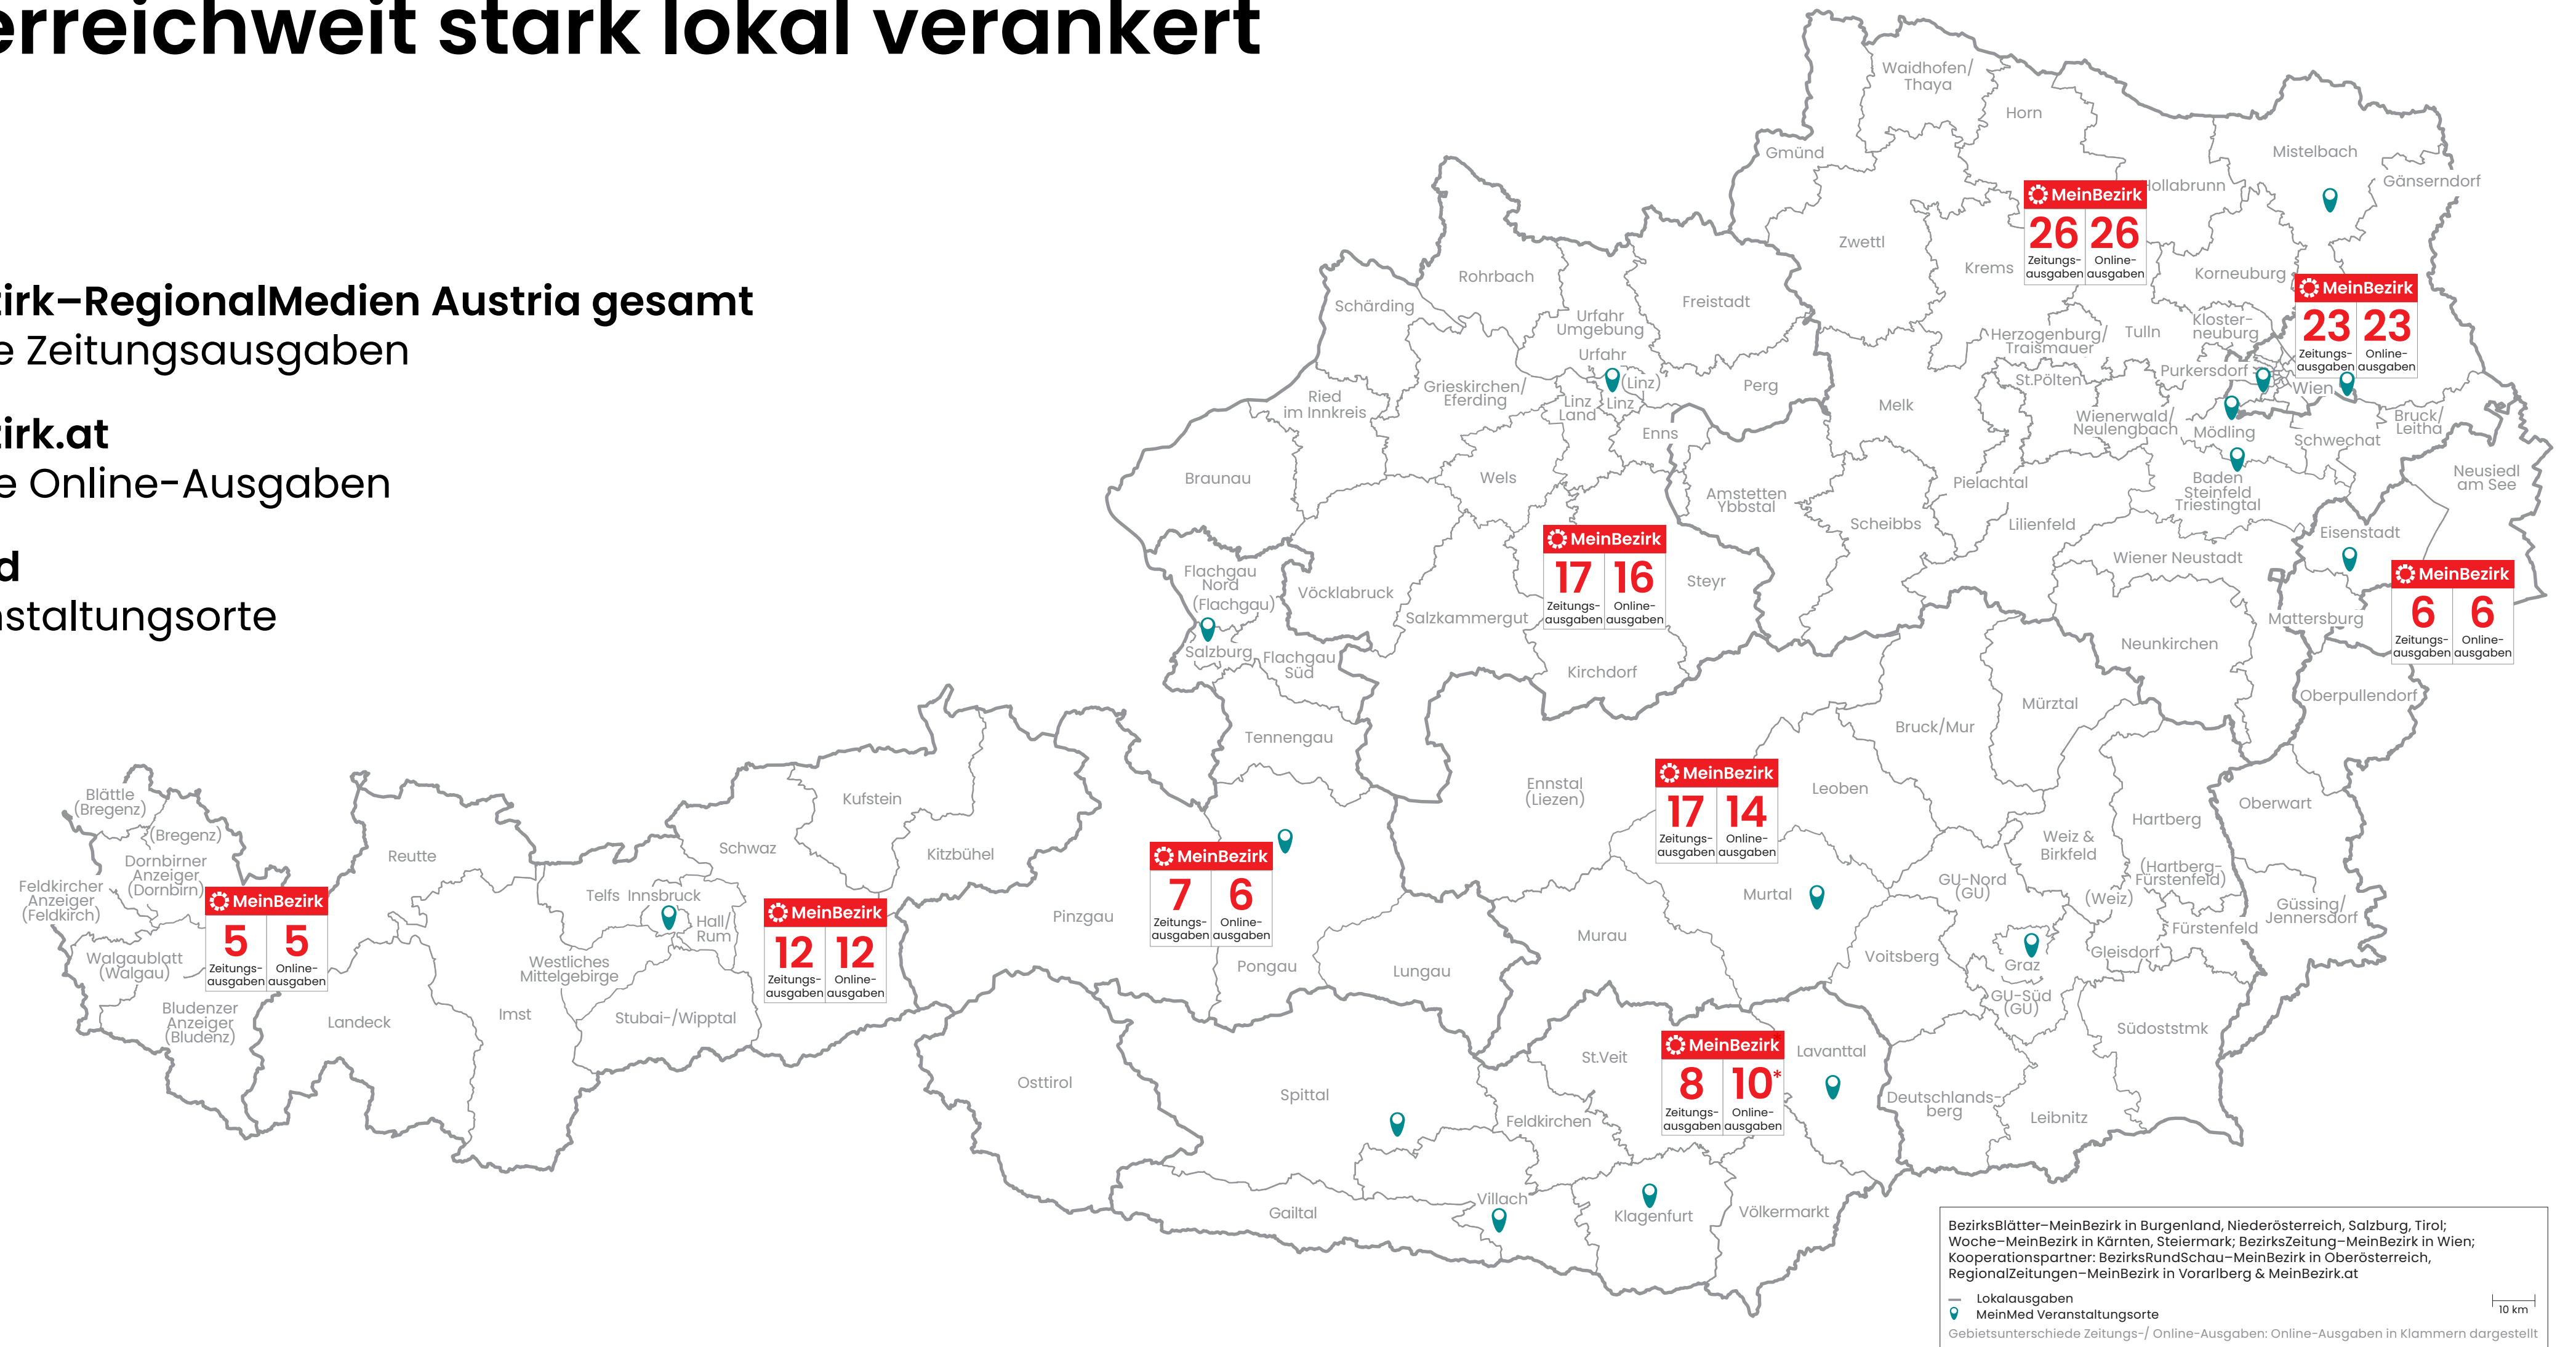 erreichweit stark lokal verankert
zirk–RegionalMedien Austria gesamt
e Zeitungsausgaben
zirk.at
e Online-Ausgaben
d
nstaltungsorte
Waidhofen/
Thaya
Horn
Gmünd
Mistelbach
Hollabrunn
Gänserndorf
MeinBezirk
26 26
Zeitungs- Online-
ausgaben ausgaben
Zwettl
Krems
Korneuburg
MeinBezirk
23 23
Zeitungs- Online-
ausgaben ausgaben
Rohrbach
Schärding
Freistadt
Urfahr
Umgebung
Urfahr
(Linz)
Kloster-
neuburg
Herzogenburg/
Traismauer
Tulln
Purkersdorf
Wien
St.Pölten
Grieskirchen/
Eferding
Perg
Ried
im Innkreis
Linz
Land
Linz
Melk
Wienerwald/
Neulengbach
Mödling
Bruck/
Leitha
Schwechat
Enns
Braunau
Wels
Amstetten
Ybbstal
Pielachtal
Baden
Steinfeld
Triestingtal
Neusiedl
am See
Scheibbs
Lilienfeld
Eisenstadt
Wiener Neustadt
MeinBezirk
17 16
Zeitungs- Online-
ausgaben ausgaben
Steyr
MeinBezirk
6 6
Zeitungs- Online-
ausgaben ausgaben
Flachgau
Nord
(Flachgau)
Vöcklabruck
Salzkammergut
Mattersburg
Neunkirchen
Salzburg
Flachgau
Süd
Kirchdorf
Oberpullendorf
Mürztal
Bruck/Mur
Tennengau
Ennstal
(Liezen)
MeinBezirk
17 14
Zeitungs- Online-
ausgaben ausgaben
Leoben
Oberwart
Hartberg
Weiz &
Birkfeld
(Hartberg-
Fürstenfeld)
Blättle
(Bregenz)
(Bregenz)
Dornbirner
Anzeiger
(Dornbirn)
Feldkircher
Anzeiger
(Feldkirch)
Reutte
Kufstein
Schwaz
Kitzbühel
MeinBezirk
5 5
Zeitungs- Online-
ausgaben ausgaben
Telfs
Innsbruck
Hall/
Rum
MeinBezirk
12 12
Zeitungs- Online-
ausgaben ausgaben
MeinBezirk
7 6
Zeitungs- Online-
ausgaben ausgaben
Pinzgau
Murtal
GU-Nord
(GU)
(Weiz)
Güssing/
Jennersdorf
Fürstenfeld
Walgaublatt
(Walgau)
Westliches
Mittelgebirge
Pongau
Lungau
Murau
Voitsberg
Graz
Gleisdorf
Bludenzer
Anzeiger
(Bludenz)
Landeck
Imst
Stubai-/Wipptal
GU-Süd
(GU)
Südoststmk
Osttirol
Spittal
St.Veit
MeinBezirk
8 10*
Zeitungs- Online-
ausgaben ausgaben
Lavanttal
Feldkirchen
Deutschlands-
berg
Leibnitz
Gailtal
Villach
Klagenfurt
Völkermarkt
BezirksBlätter–MeinBezirk in Burgenland, Niederösterreich, Salzburg, Tirol;
Woche–MeinBezirk in Kärnten, Steiermark; BezirksZeitung–MeinBezirk in Wien;
Kooperationspartner: BezirksRundSchau–MeinBezirk in Oberösterreich,
RegionalZeitungen–MeinBezirk in Vorarlberg & MeinBezirk.at
Lokalausgaben
MeinMed Veranstaltungsorte
10 km
Gebietsunterschiede Zeitungs-/ Online-Ausgaben: Online-Ausgaben in Klammern dargestellt